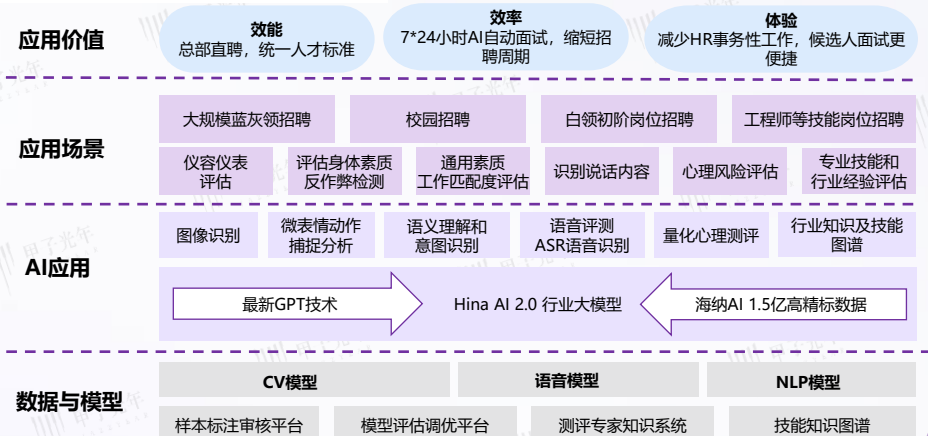 应用价值
效能
总部直聘，统一人才标准
效率
7*24小时AI自动面试，缩短招
聘周期
体验
减少HR事务性工作，候选人面试更
便捷
应用场景
大规模蓝灰领招聘
校园招聘
白领初阶岗位招聘
工程师等技能岗位招聘
仪容仪表
评估
评估身体素质
反作弊检测
通用素质
工作匹配度评估
识别说话内容
心理风险评估
专业技能和
行业经验评估
AI应用
图像识别
微表情动作
捕捉分析
语义理解和
意图识别
语音评测
ASR语音识别
量化心理测评
行业知识及技能
图谱
最新GPT技术
Hina AI 2.0 行业大模型
海纳AI 1.5亿高精标数据
数据与模型
CV模型
语音模型
NLP模型
样本标注审核平台
模型评估调优平台
测评专家知识系统
技能知识图谱
甲子光年